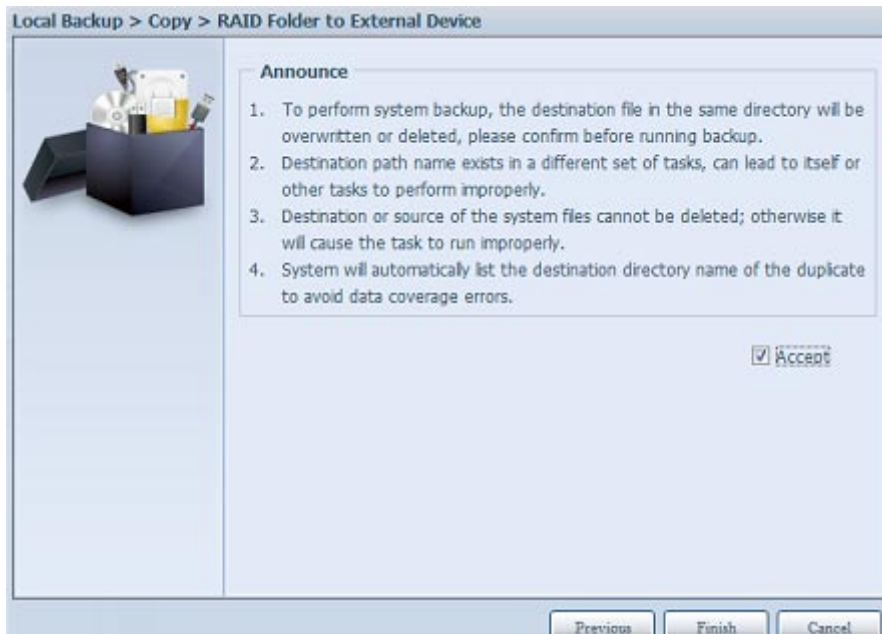 Local Backup > Copy > RAID Folder to External Device
Announce
1. To perform system backup, the destination file in the same directory will be
overwritten or deleted, please confirm before running backup.
2. Destination path name exists in a different set of tasks, can lead to itself or
other tasks to perform improperly.
3. Destination or source of the system files cannot be deleted; otherwise it
will cause the task to run improperly.
4. System will automatically list the destination directory name of the duplicate
to avoid data coverage errors.
Accept
Previous Finish Cancel